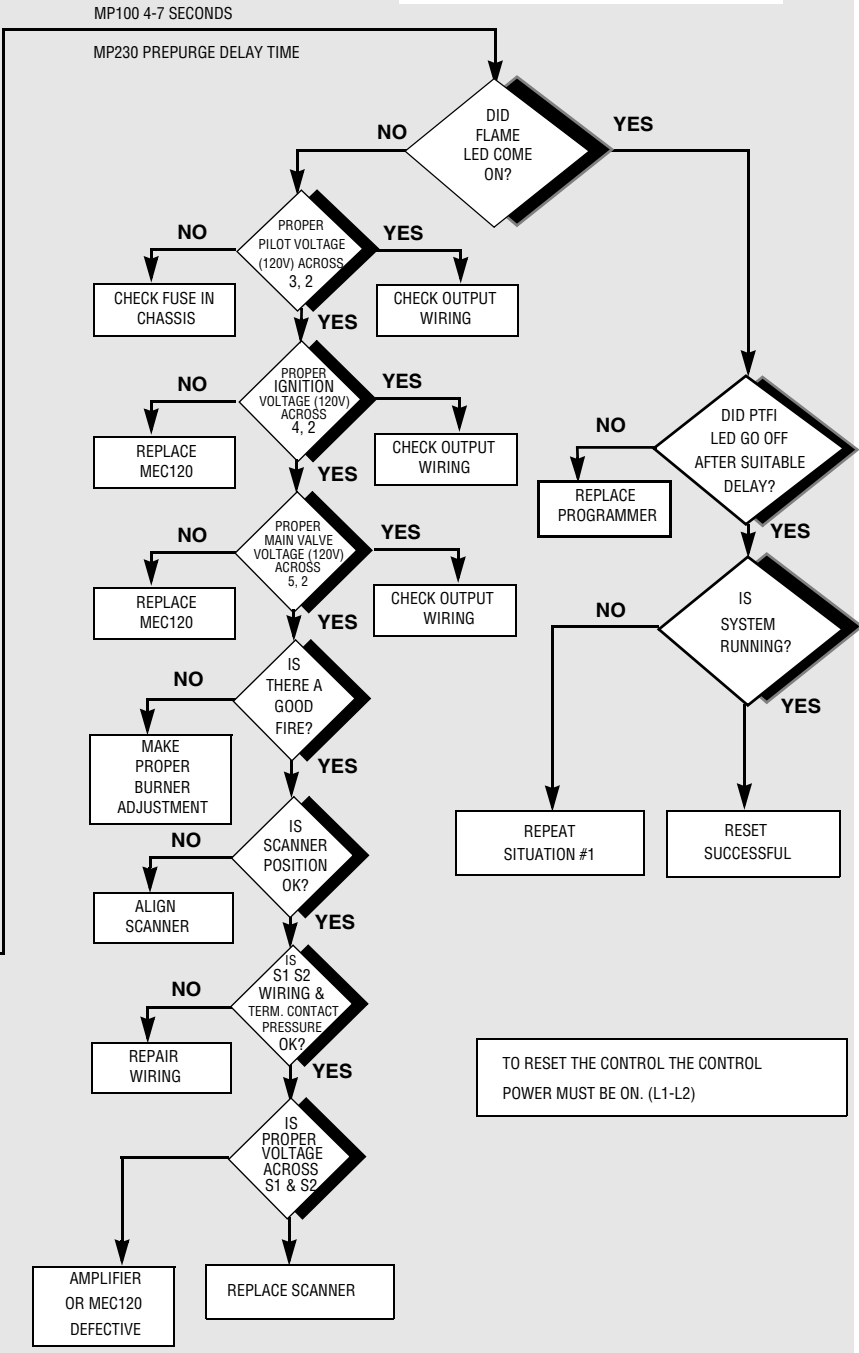 MP100 4-7 SECONDS
MP230 PREPURGE DELAY TIME
DID
FLAME
LED COME
ON?
NO
YES
PROPER
PILOT VOLTAGE
(120V) ACROSS
3, 2
NO
YES
CHECK FUSE IN
CHASSIS
CHECK OUTPUT
WIRING
YES
PROPER
IGNITION
VOLTAGE (120V)
ACROSS
4, 2
NO
YES
REPLACE
MEC120
CHECK OUTPUT
WIRING
YES
PROPER
MAIN VALVE
VOLTAGE (120V)
ACROSS
5, 2
NO
YES
REPLACE
MEC120
CHECK OUTPUT
WIRING
YES
IS
THERE A
GOOD
FIRE?
NO
MAKE
PROPER
BURNER
ADJUSTMENT
YES
IS
SCANNER
POSITION
OK?
NO
ALIGN
SCANNER
YES
IS
S1 S2
WIRING &
TERM. CONTACT
PRESSURE
OK?
NO
REPAIR
WIRING
YES
IS
PROPER
VOLTAGE
ACROSS
S1 & S2
AMPLIFIER
OR MEC120
DEFECTIVE
REPLACE SCANNER
DID PTFI
LED GO OFF
AFTER SUITABLE
DELAY?
NO
REPLACE
PROGRAMMER
YES
IS
SYSTEM
RUNNING?
NO
YES
REPEAT
SITUATION #1
RESET
SUCCESSFUL
TO RESET THE CONTROL THE CONTROL
POWER MUST BE ON. (L1-L2)